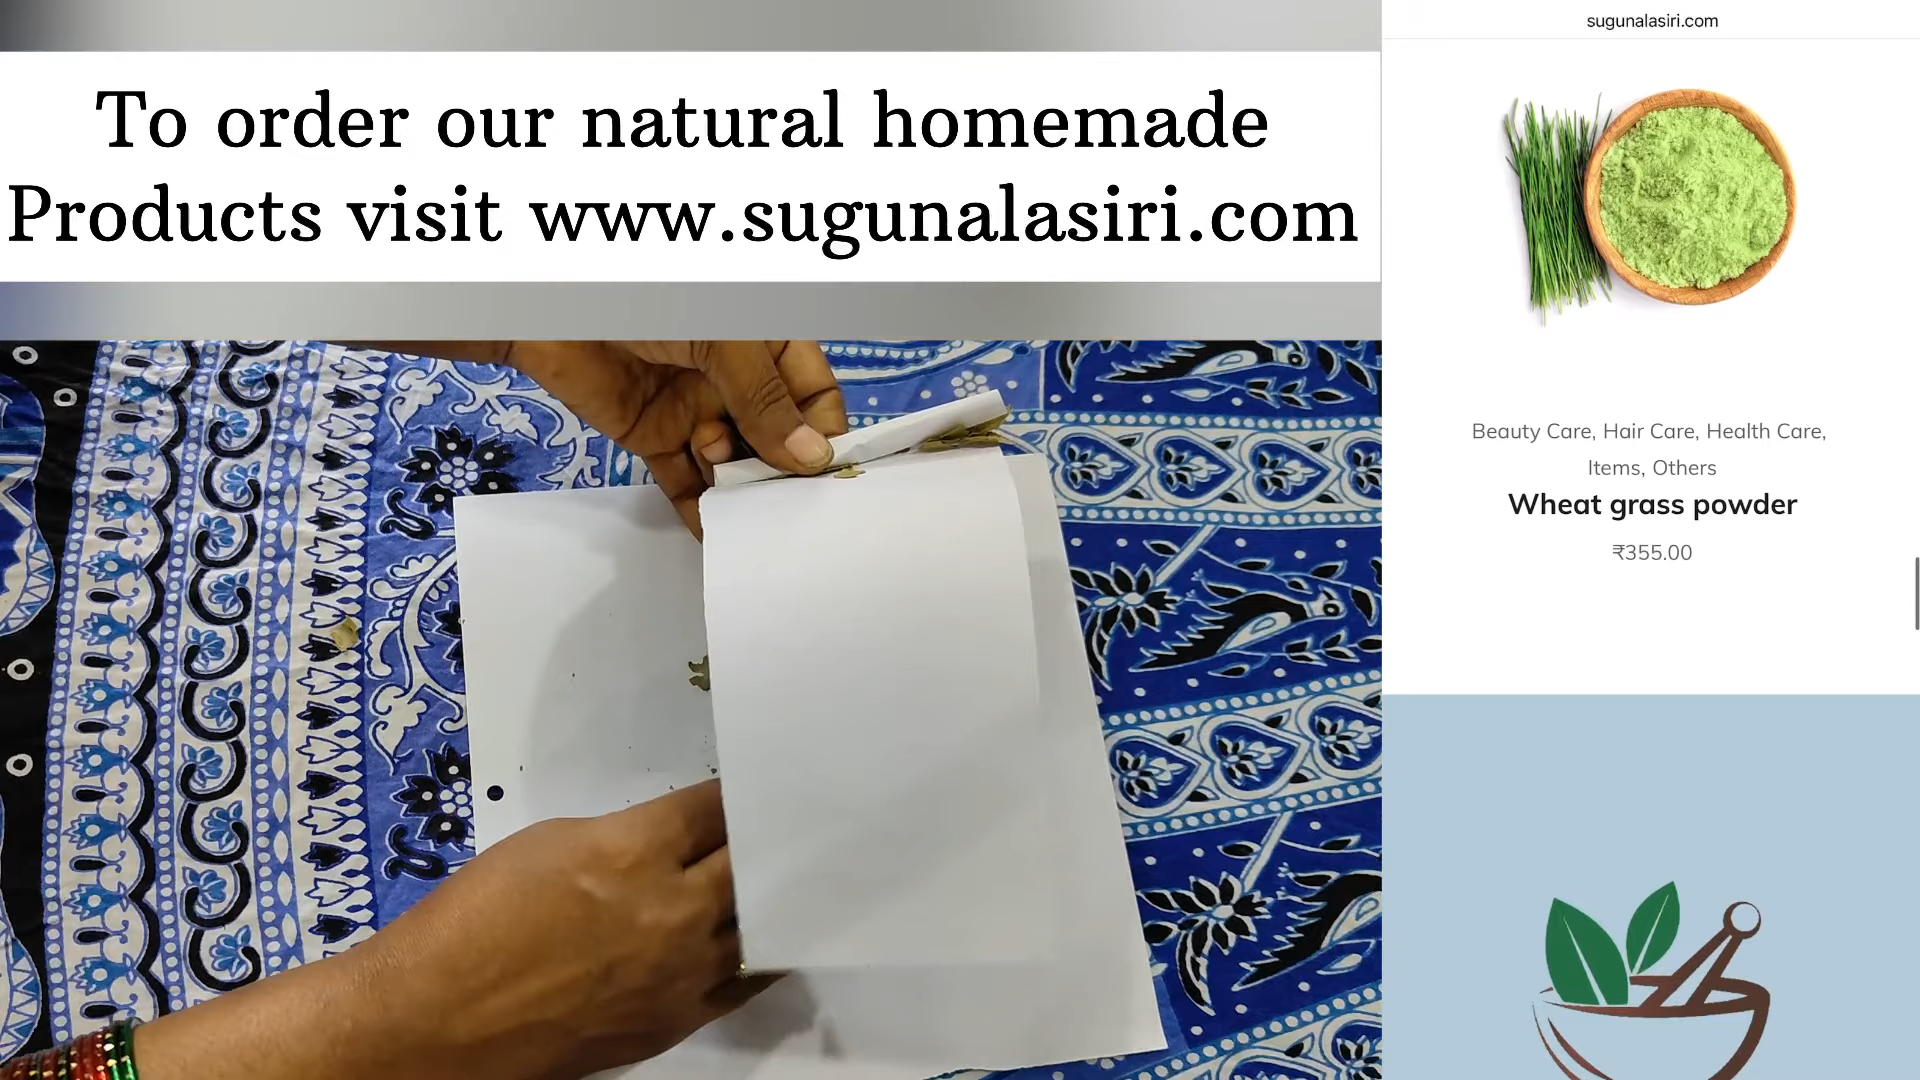 To order our natural homemade
Products visit www.sugunalasiri.com
sugunalasiri.com
Beauty Care, Hair Care, Health Care,
Items, Others
Wheat grass powder
₹355.00